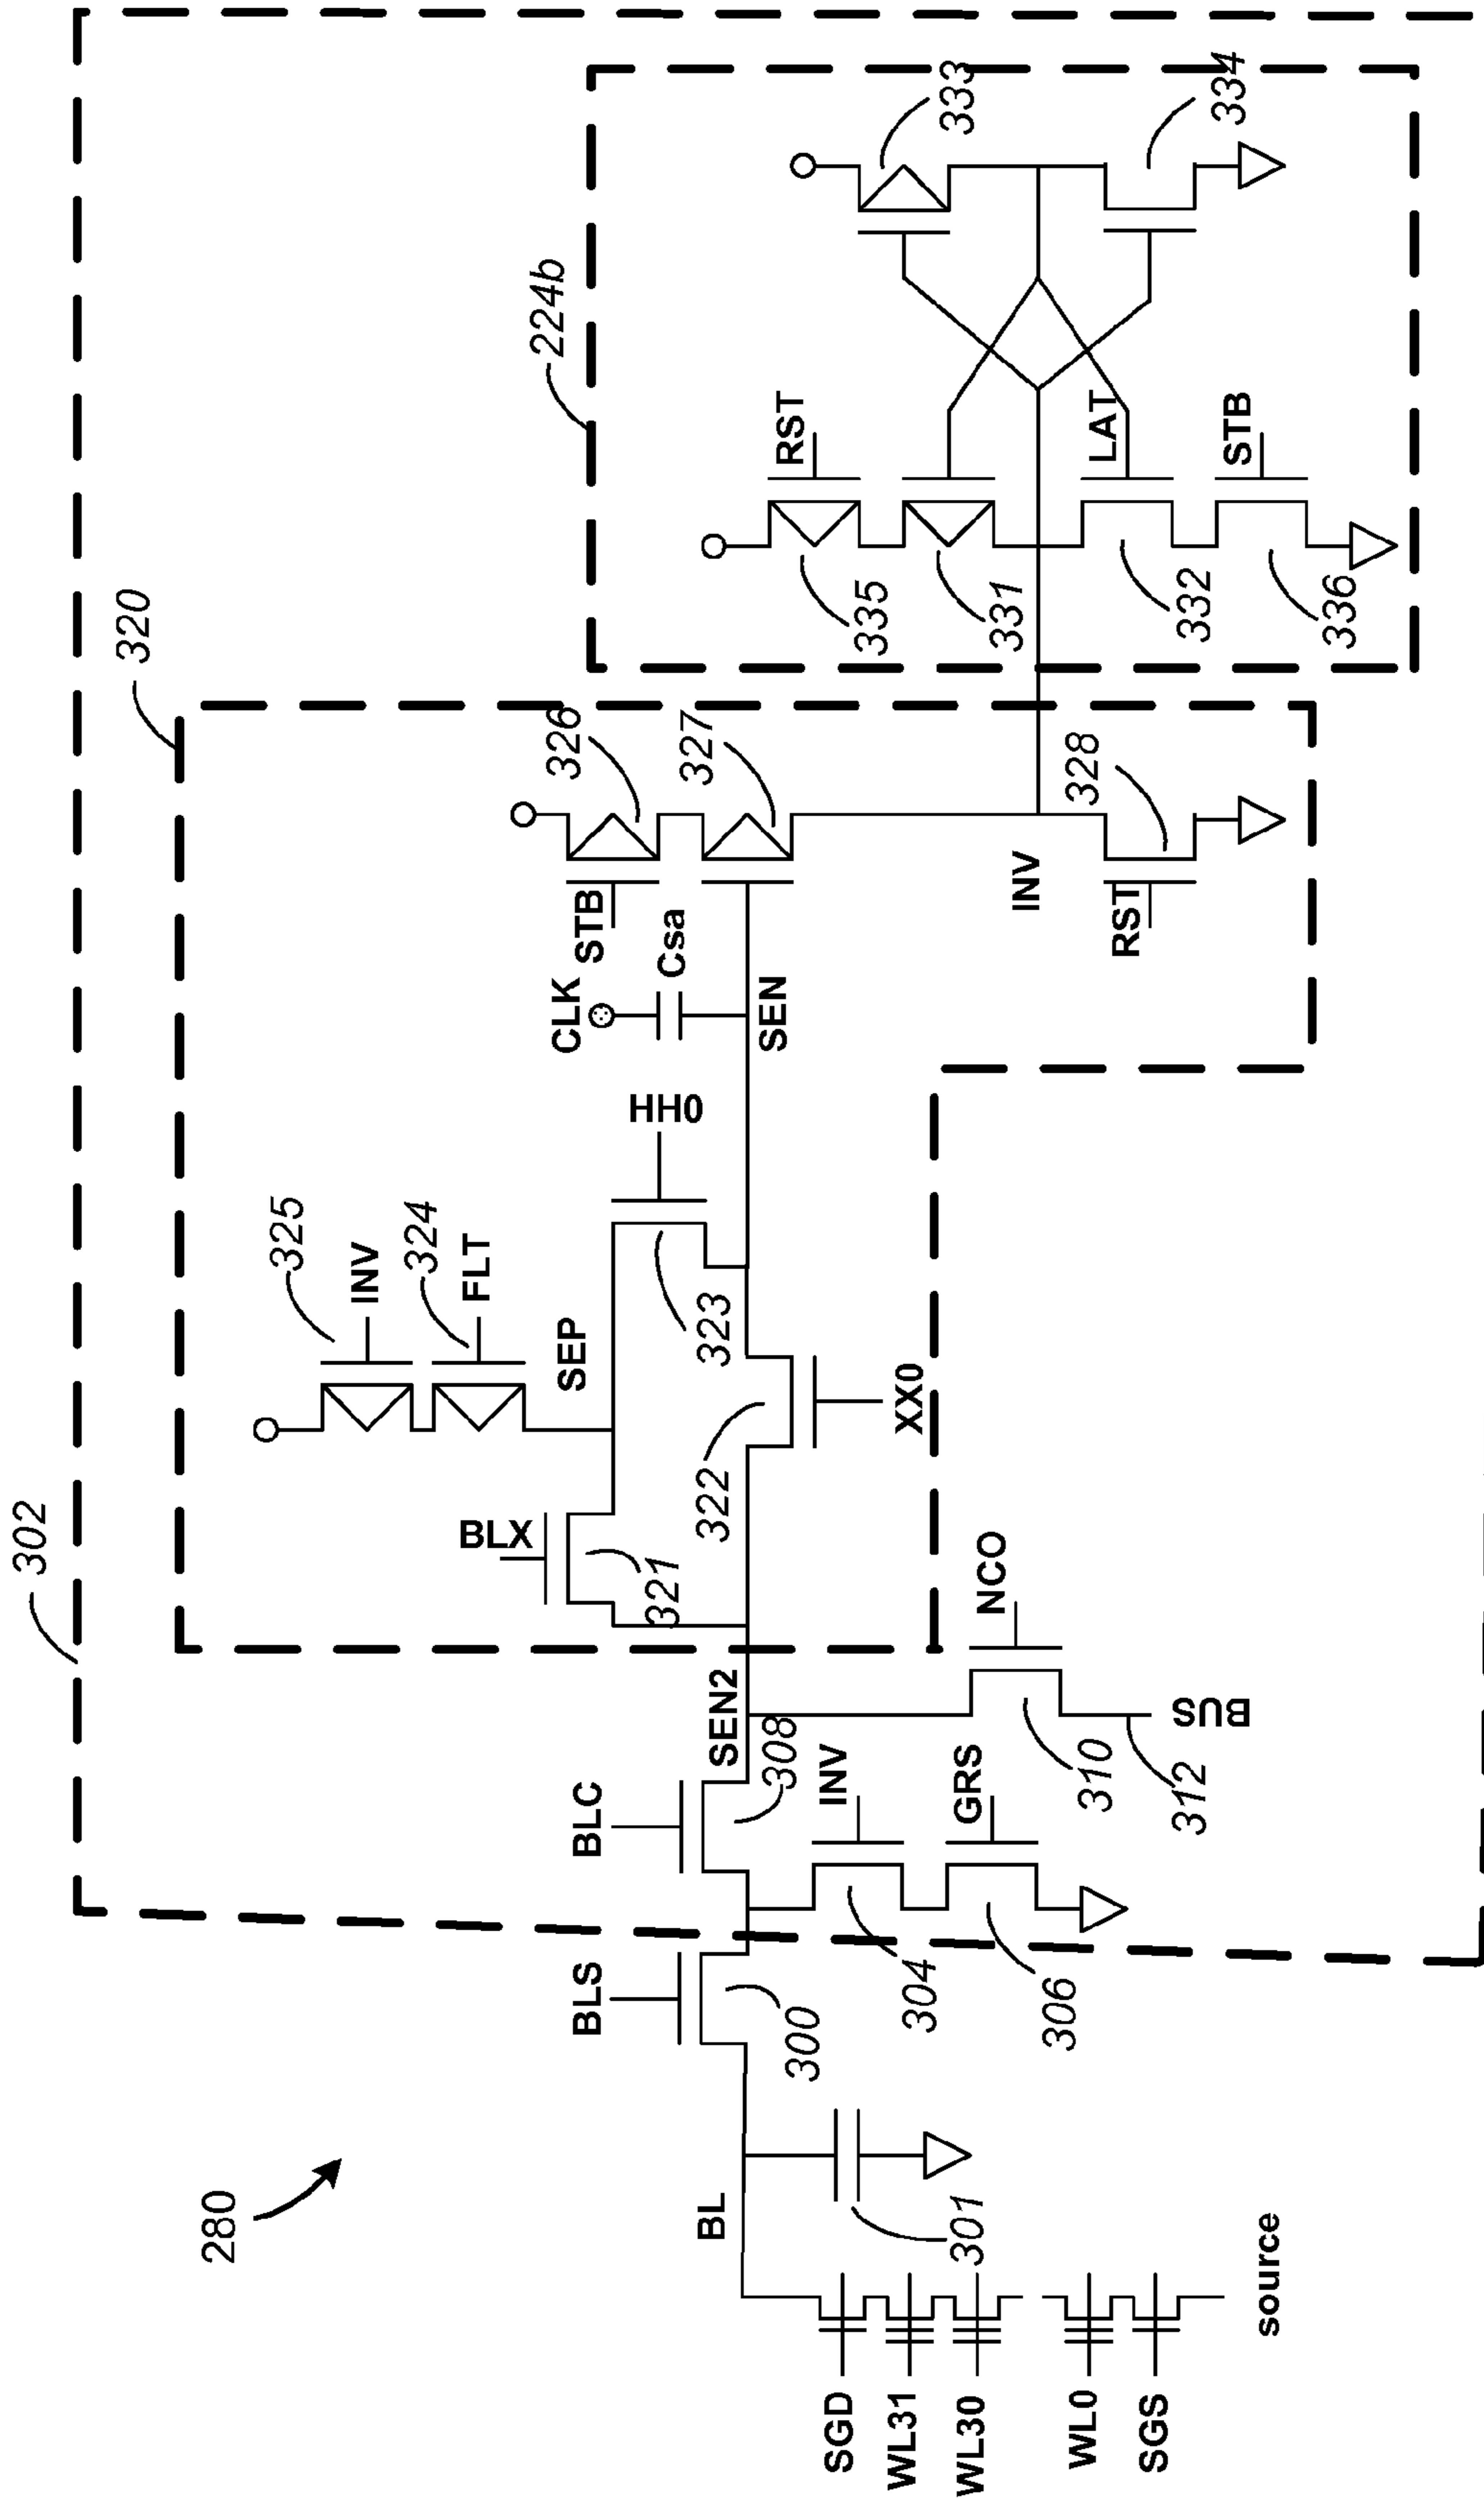 302
320
224b
333
334
RST
LAT
STB
335
331
332
336
326
327
328
STB
CLK
Csa
SEN
INV
RST
HH0
325
INV
324
FLT
SEP
323
322
XX0
BLX
321
NCO
SEN2
308
BUS
310
312
BLC
INV
GRS
BLS
300
304
306
280
BL
301
source
SGD
WL31
WL30
WL0
SGS